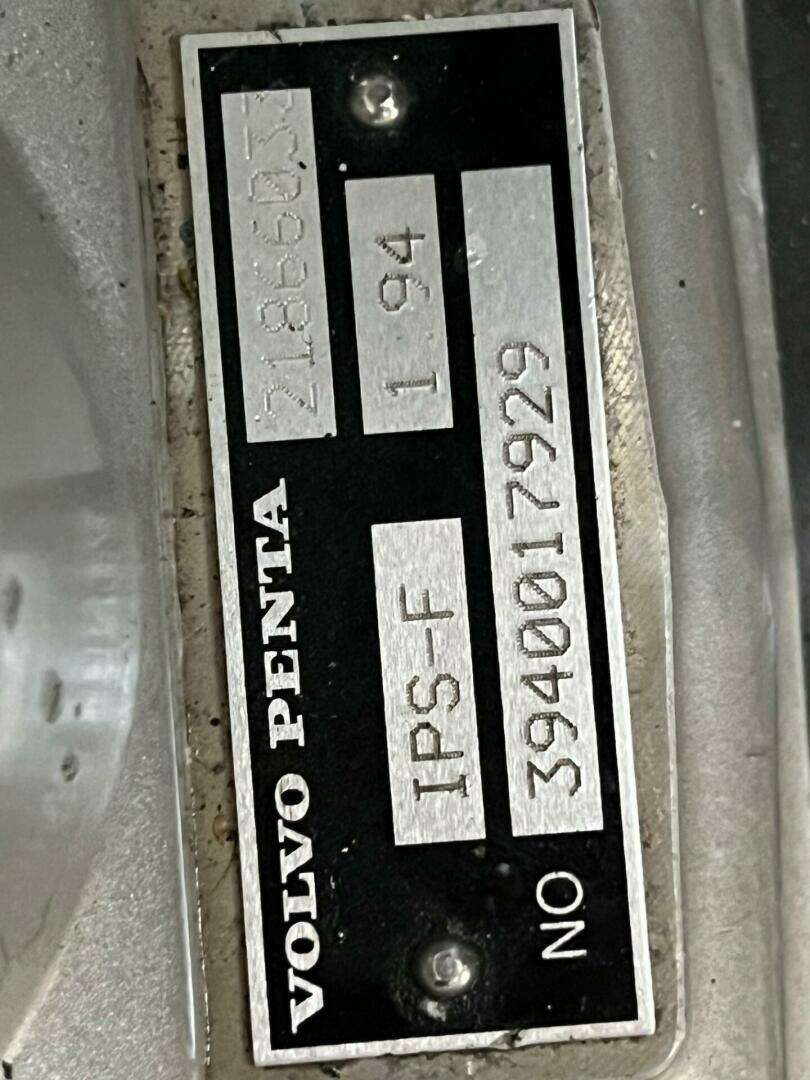 VOLVO PENTA 21866033
IPS-F 1.94
NO 3940017929